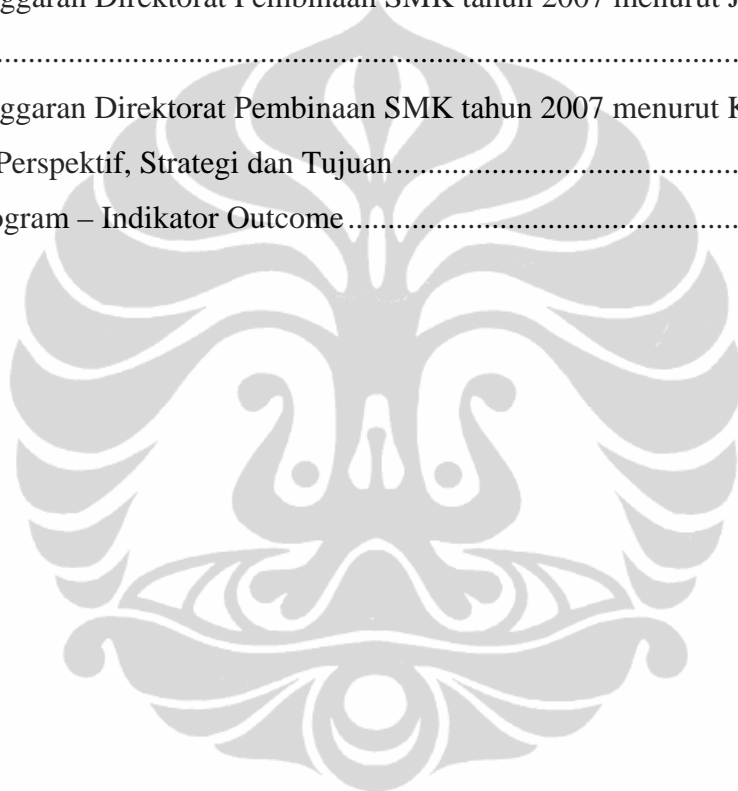 ggaran Direktorat Pembinaan SMK tahun 2007 menurut J
................................................................................................
ggaran Direktorat Pembinaan SMK tahun 2007 menurut K
Perspektif, Strategi dan Tujuan............................................
ogram – Indikator Outcome..................................................